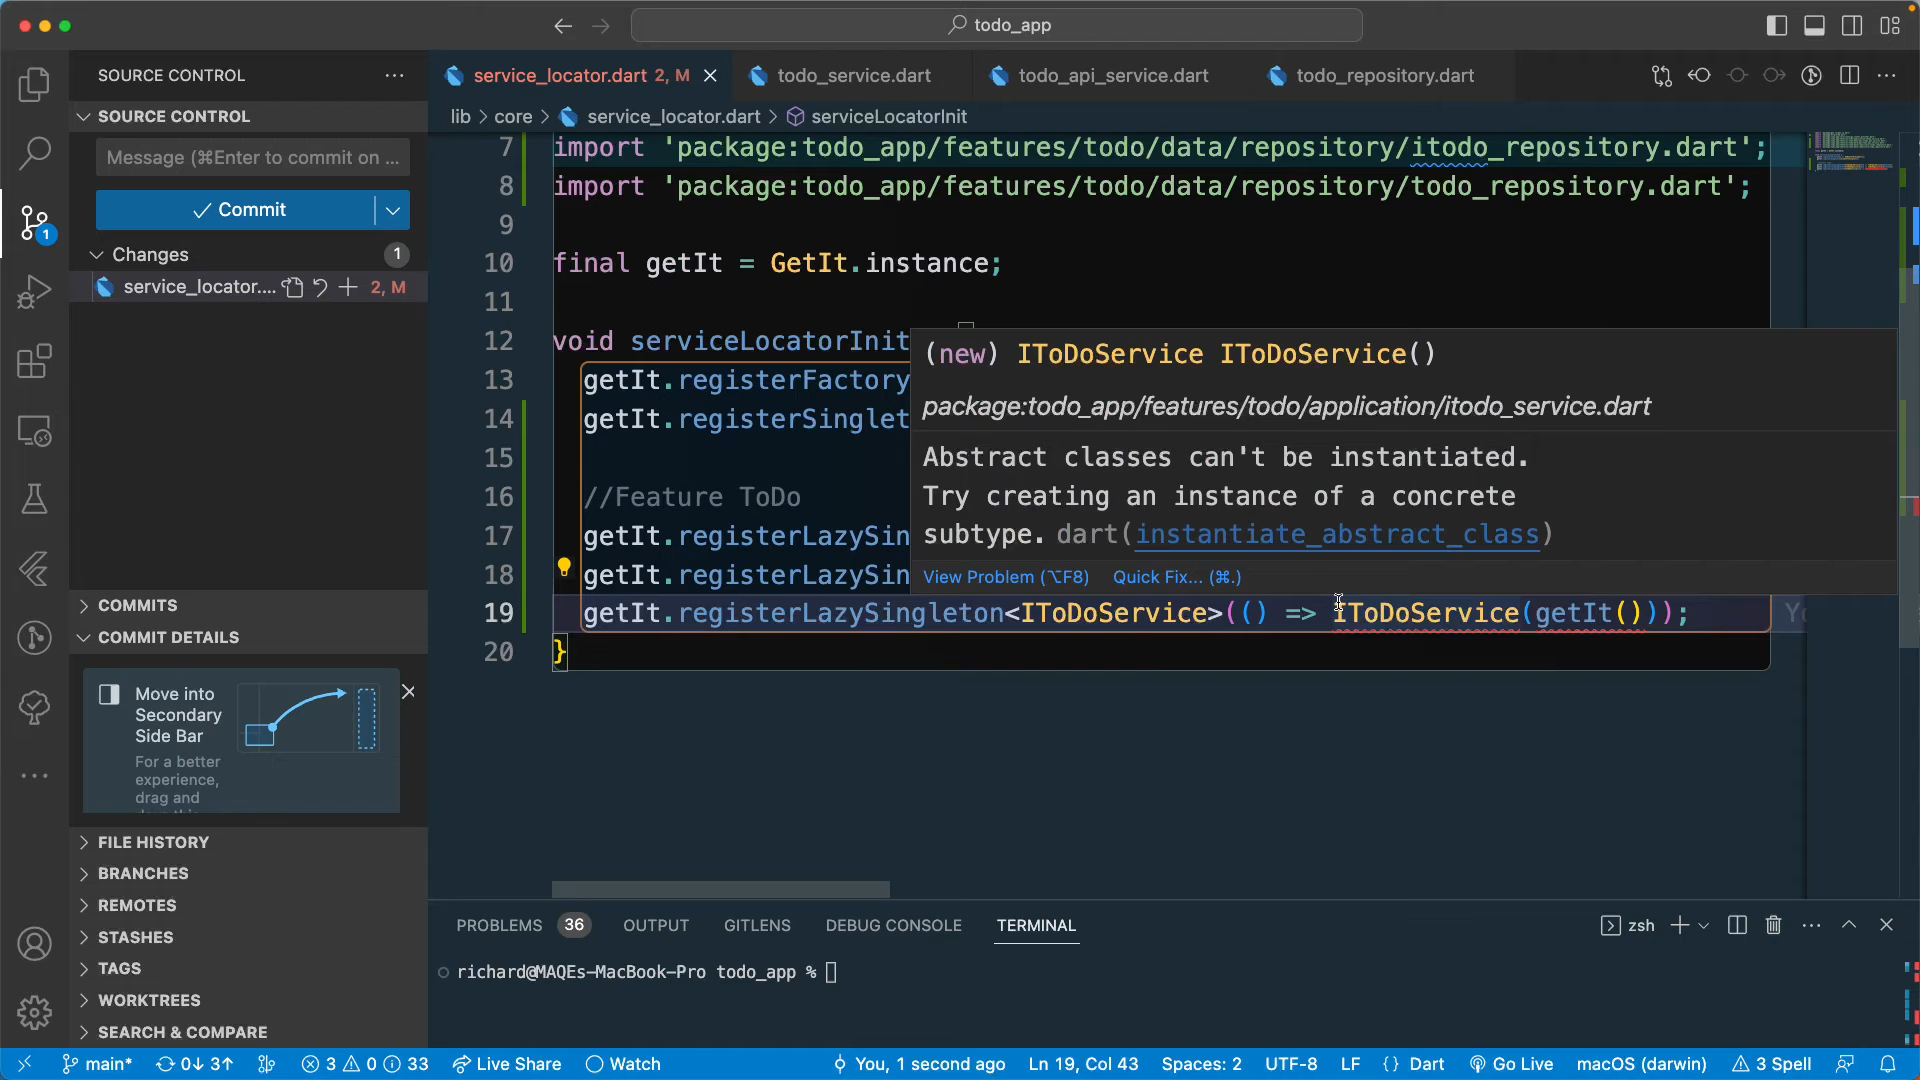 todo_app
SOURCE CONTROL
SOURCE CONTROL
Message (⌘Enter to commit on ...
Commit
Changes
1
service_locator....
2, M
1
COMMITS
COMMIT DETAILS
Move into
Secondary
Side Bar
For a better
experience,
drag and
FILE HISTORY
BRANCHES
REMOTES
STASHES
TAGS
WORKTREES
SEARCH & COMPARE
service_locator.dart 2, M
todo_service.dart
todo_api_service.dart
todo_repository.dart
lib > core > service_locator.dart > serviceLocatorInit
7 import 'package:todo_app/features/todo/data/repository/itodo_repository.dart';
8 import 'package:todo_app/features/todo/data/repository/todo_repository.dart';
9
10 final getIt = GetIt.instance;
11
12 void serviceLocatorInit
13 getIt.registerFactory
14 getIt.registerSinglet
15
16 //Feature ToDo
17 getIt.registerLazySin
18 getIt.registerLazySin
19 getIt.registerLazySingleton<IToDoService>(() => IToDoService(getIt()));
20 }
(new) IToDoService IToDoService()
package:todo_app/features/todo/application/itodo_service.dart
Abstract classes can't be instantiated.
Try creating an instance of a concrete
subtype. dart(instantiate_abstract_class)
View Problem (⌥F8) Quick Fix... (⌘.)
PROBLEMS 36 OUTPUT GITLENS DEBUG CONSOLE TERMINAL
zsh
richard@MAQEs-MacBook-Pro todo_app %
main* 0↓ 3↑ 3 0 33 Live Share Watch You, 1 second ago Ln 19, Col 43 Spaces: 2 UTF-8 LF {} Dart Go Live macOS (darwin) 3 Spell